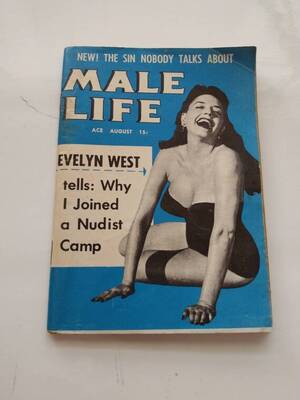 NEW! THE SIN NOBODY TALKS ABOUT
MALE
LIFE
ACE AUGUST 15¢
EVELYN WEST
tells: Why
I Joined
a Nudist
Camp